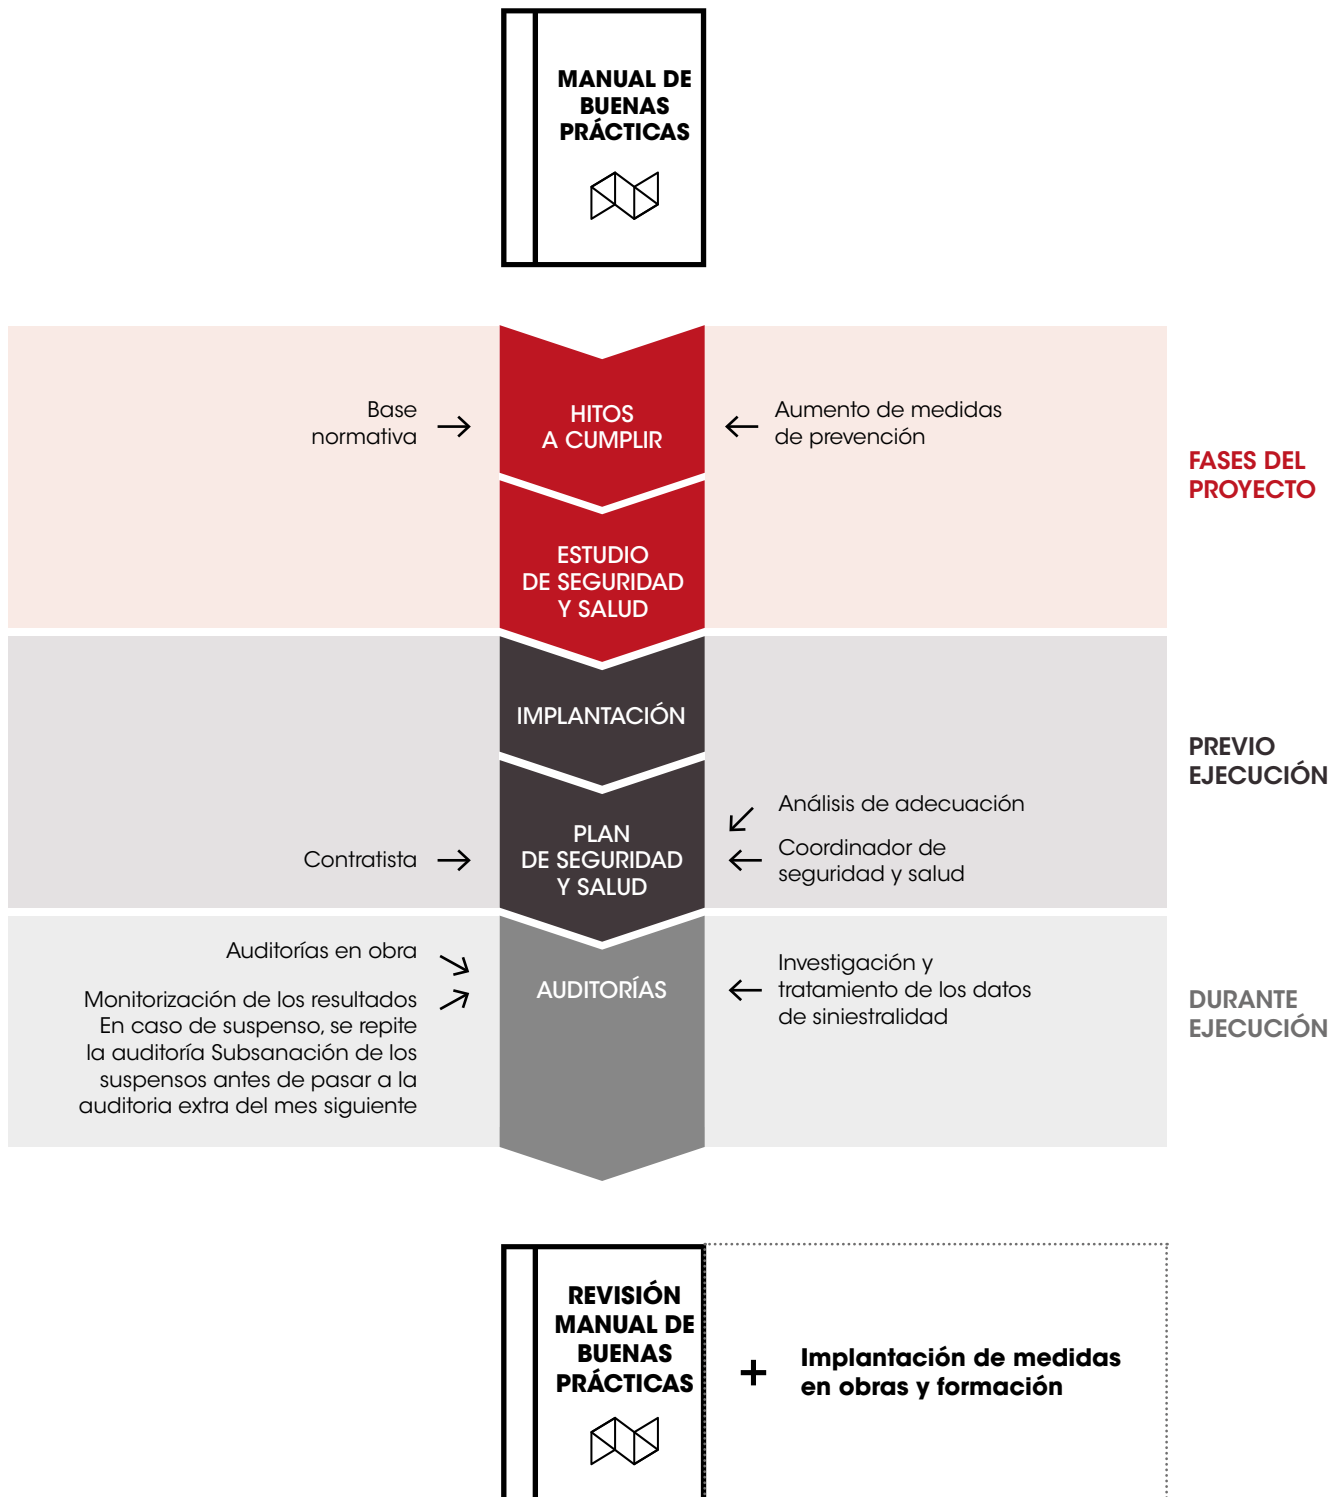 MANUAL DE
BUENAS
PRÁCTICAS
Base
normativa
HITOS
A CUMPLIR
Aumento de medidas
de prevención
FASES DEL
PROYECTO
ESTUDIO
DE SEGURIDAD
Y SALUD
IMPLANTACIÓN
PREVIO
EJECUCIÓN
Contratista
PLAN
DE SEGURIDAD
Y SALUD
Análisis de adecuación
Coordinador de
seguridad y salud
Auditorías en obra
Monitorización de los resultados
En caso de suspenso, se repite
la auditoría Subsanación de los
suspensos antes de pasar a la
auditoria extra del mes siguiente
AUDITORÍAS
Investigación y
tratamiento de los datos
de siniestralidad
DURANTE
EJECUCIÓN
REVISIÓN
MANUAL DE
BUENAS
PRÁCTICAS
+
Implantación de medidas
en obras y formación